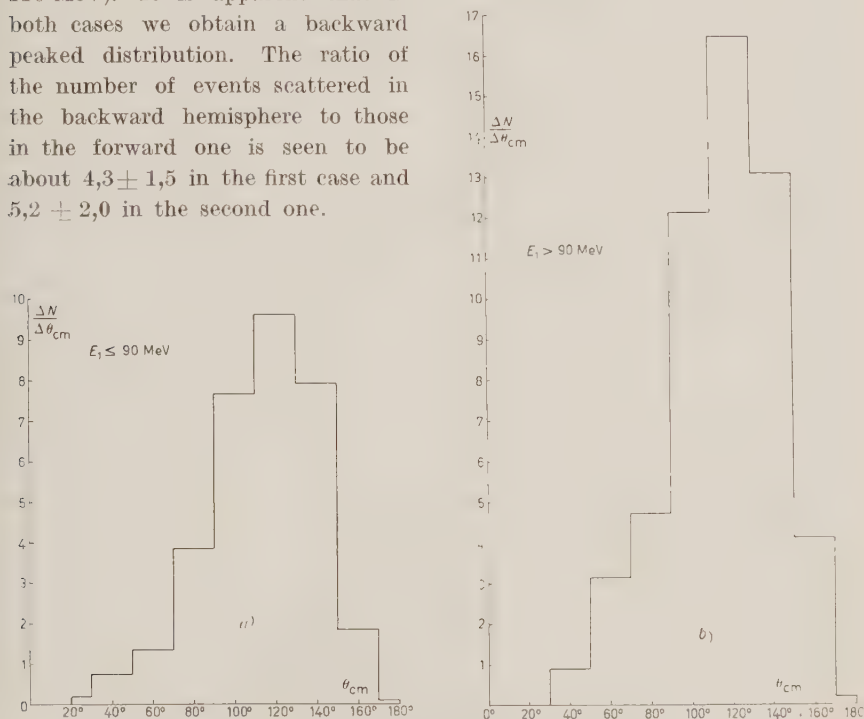 both cases we obtain a backward
peaked distribution. The ratio of
the number of events scattered in
the backward hemisphere to those
in the forward one is seen to be
about 4,3± 1,5 in the first case and
5,2 ± 2,0 in the second one.
10
ΔN
Δθcm
E₁ ≤ 90 MeV
9
8
7
6
5
4
3
2
1
0
a)
θcm
20° 40° 60° 80° 100° 120° 140° 160° 180°
17
16
15
ΔN
Δθcm
13
12
11
E₁ > 90 MeV
10
9
8
7
6
5
2
1
b)
θcm
0° 20° 40° 60° 80° 100° 120° 140° 160° 180